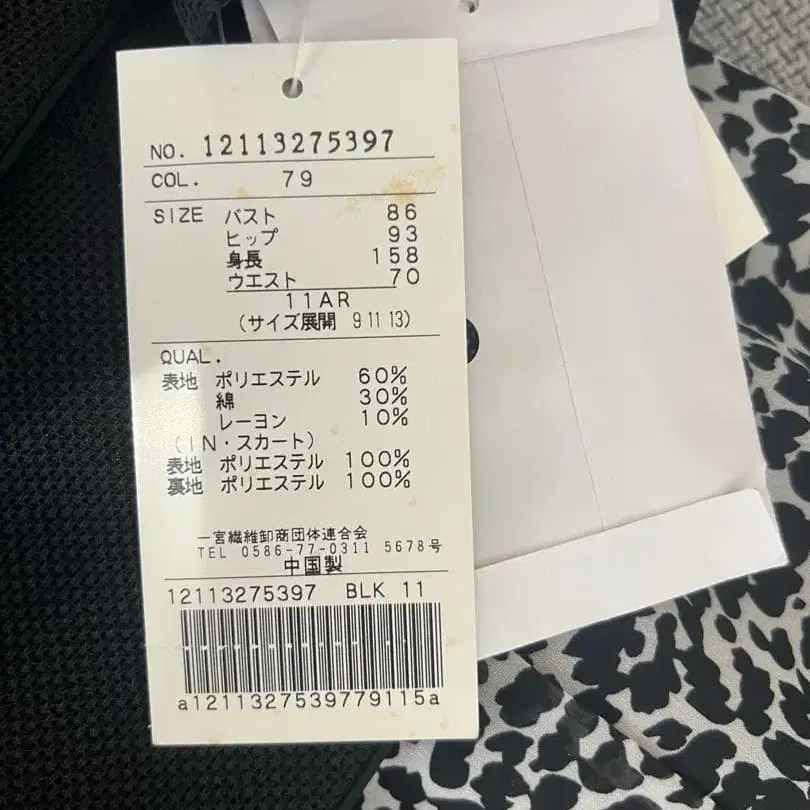 NO. 12113275397
COL. 79
SIZE バスト 86
ヒップ 93
身長 158
ウエスト 70
11AR
(サイズ展開 9 11 13)
QUAL.
表地 ポリエステル 60%
綿 30%
レーヨン 10%
(IN・スカート)
表地 ポリエステル 100%
裏地 ポリエステル 100%
一宮繊維卸商団体連合会
TEL 0586-77-0311 5678号
中国製
12113275397 BLK 11
a1211327539779115a